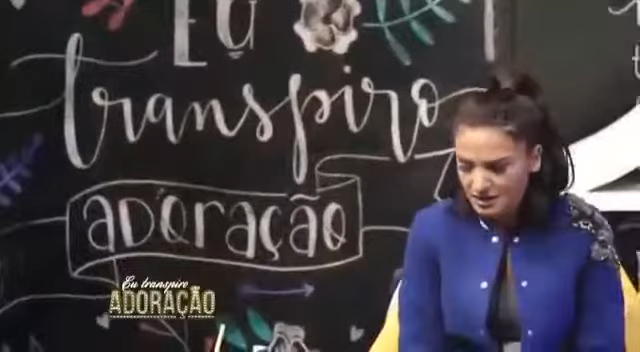 Eu
transpiro
ADORAÇÃO
Eu transpiro
ADORAÇÃO